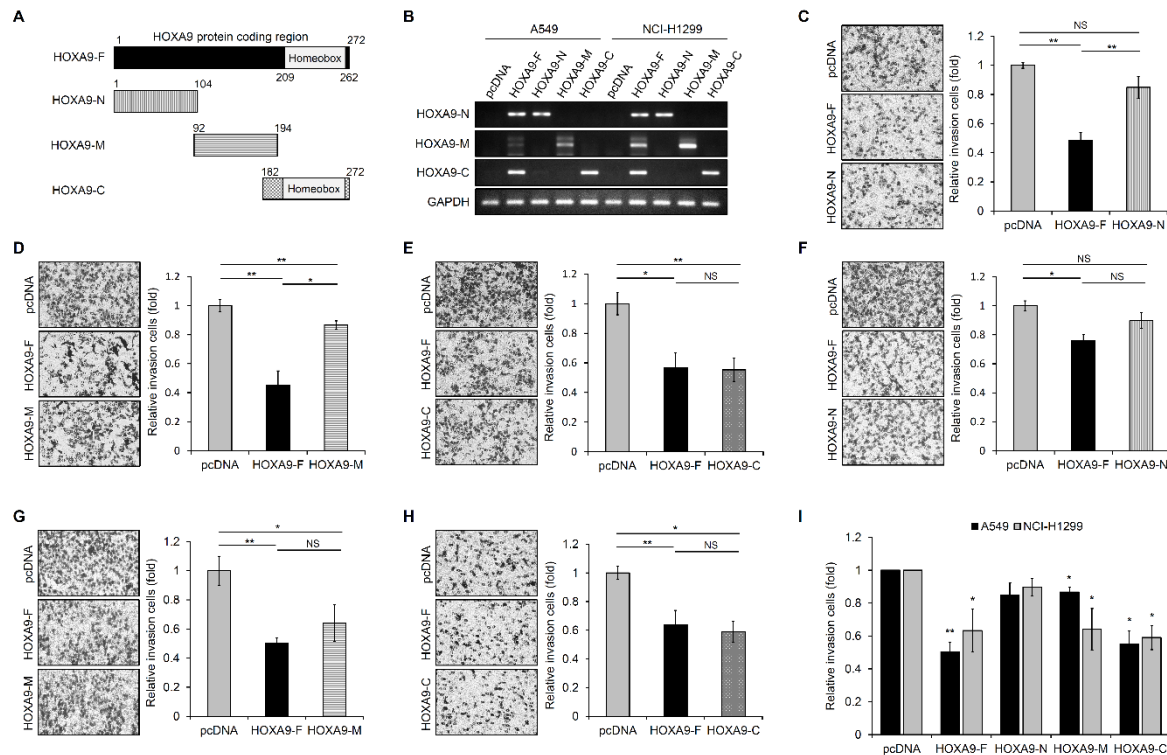 A
1 272
HOXA9 protein coding region
HOXA9-F
Homeobox
209 262
1 104
HOXA9-N
92 194
HOXA9-M
182 272
HOXA9-C
Homeobox
B
A549 NCI-H1299
pcDNA HOXA9-F HOXA9-N HOXA9-M HOXA9-C pcDNA HOXA9-F HOXA9-N HOXA9-M HOXA9-C
HOXA9-N
HOXA9-M
HOXA9-C
GAPDH
C
pcDNA
HOXA9-F
HOXA9-N
Relative invasion cells (fold)
NS
** **
1.2
1
0.8
0.6
0.4
0.2
0
pcDNA HOXA9-F HOXA9-N
D
pcDNA
HOXA9-F
HOXA9-M
Relative invasion cells (fold)
**
** *
1.2
1
0.8
0.6
0.4
0.2
0
pcDNA HOXA9-F HOXA9-M
E
pcDNA
HOXA9-F
HOXA9-C
Relative invasion cells (fold)
**
* NS
1.2
1
0.8
0.6
0.4
0.2
0
pcDNA HOXA9-F HOXA9-C
F
pcDNA
HOXA9-F
HOXA9-N
Relative invasion cells (fold)
NS
* NS
1.2
1
0.8
0.6
0.4
0.2
0
pcDNA HOXA9-F HOXA9-N
G
pcDNA
HOXA9-F
HOXA9-M
Relative invasion cells (fold)
*
** NS
1.2
1
0.8
0.6
0.4
0.2
0
pcDNA HOXA9-F HOXA9-M
H
pcDNA
HOXA9-F
HOXA9-C
Relative invasion cells (fold)
*
** NS
1.2
1
0.8
0.6
0.4
0.2
0
pcDNA HOXA9-F HOXA9-C
I
A549 NCI-H1299
Relative invasion cells (fold)
1.2
1
0.8
0.6
0.4
0.2
0
** * * * * *
pcDNA HOXA9-F HOXA9-N HOXA9-M HOXA9-C